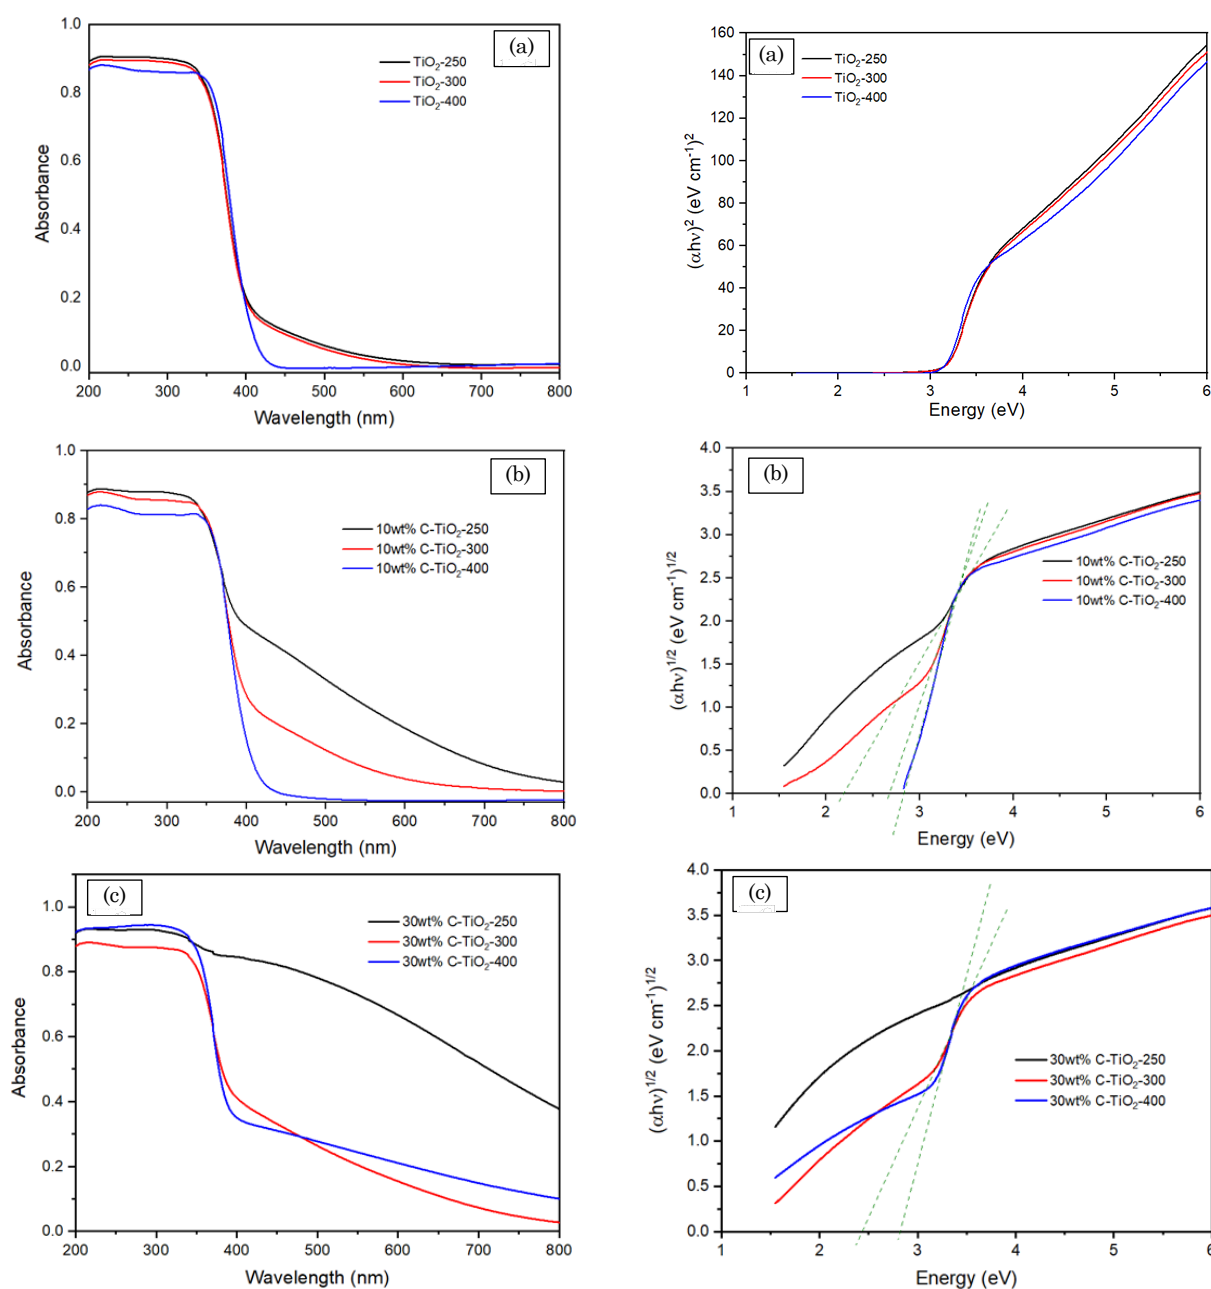 (a)
TiO2-250
TiO2-300
TiO2-400
Absorbance
1.0
0.8
0.6
0.4
0.2
0.0
200 300 400 500 600 700 800
Wavelength (nm)
(a)
TiO2-250
TiO2-300
TiO2-400
(αhν)2 (eV cm-1)2
160
140
120
100
80
60
40
20
0
1 2 3 4 5 6
Energy (eV)
(b)
10wt% C-TiO2-250
10wt% C-TiO2-300
10wt% C-TiO2-400
Absorbance
1.0
0.8
0.6
0.4
0.2
0.0
200 300 400 500 600 700 800
Wavelength (nm)
(b)
10wt% C-TiO2-250
10wt% C-TiO2-300
10wt% C-TiO2-400
(αhν)1/2 (eV cm-1)1/2
4.0
3.5
3.0
2.5
2.0
1.5
1.0
0.5
0.0
1 2 3 4 5 6
Energy (eV)
(c)
30wt% C-TiO2-250
30wt% C-TiO2-300
30wt% C-TiO2-400
Absorbance
1.0
0.8
0.6
0.4
0.2
0.0
200 300 400 500 600 700 800
Wavelength (nm)
(c)
30wt% C-TiO2-250
30wt% C-TiO2-300
30wt% C-TiO2-400
(αhν)1/2 (eV cm-1)1/2
4.0
3.5
3.0
2.5
2.0
1.5
1.0
0.5
0.0
1 2 3 4 5 6
Energy (eV)